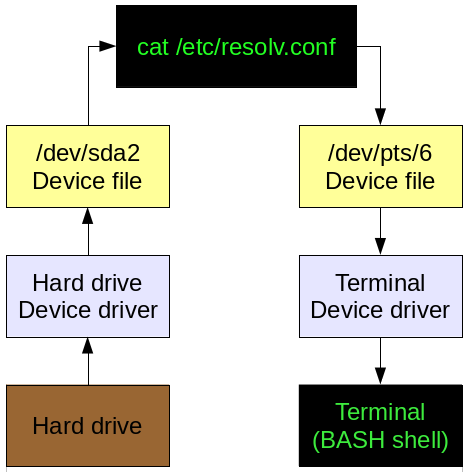 cat /etc/resolv.conf
/dev/sda2
Device file
/dev/pts/6
Device file
Hard drive
Device driver
Terminal
Device driver
Hard drive
Terminal
(BASH shell)